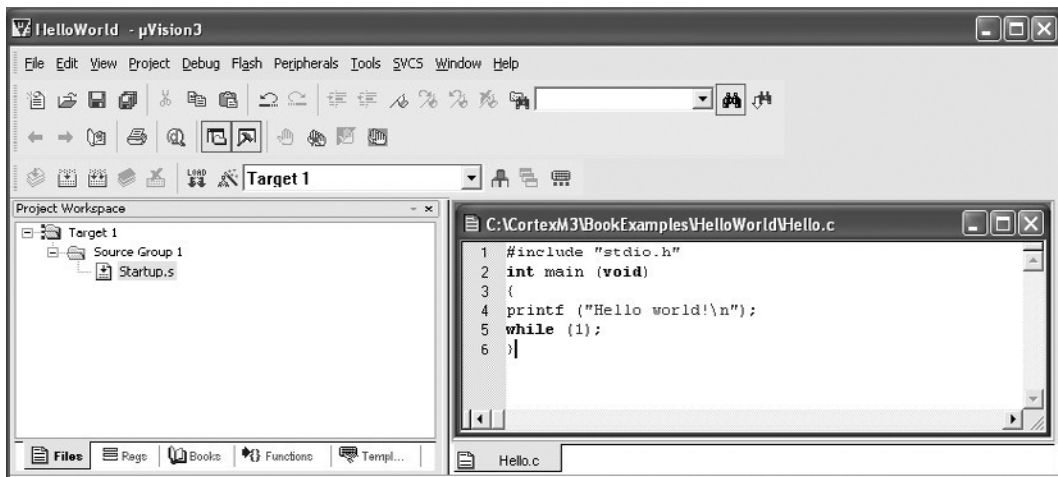 HelloWorld - µVision3
File Edit View Project Debug Flash Peripherals Tools SVCS Window Help
LOAD
Target 1
Project Workspace
Target 1
Source Group 1
Startup.s
C:\CortexM3\BookExamples\HelloWorld\Hello.c
1 #include "stdio.h"
2 int main (void)
3 {
4 printf ("Hello world!\n");
5 while (1);
6 }
Files Regs Books Functions Templ...
Hello.c